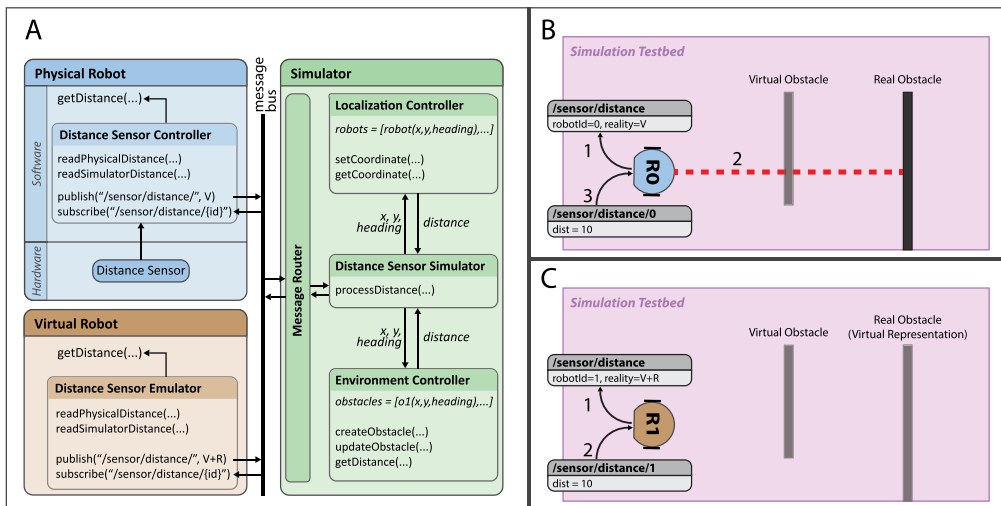 A
Physical Robot
Software
getDistance(...)
Distance Sensor Controller
readPhysicalDistance(...)
readSimulatorDistance(...)
publish(“/sensor/distance/”, V)
subscribe(“/sensor/distance/{id}”)
Hardware
Distance Sensor
Virtual Robot
getDistance(...)
Distance Sensor Emulator
readPhysicalDistance(...)
readSimulatorDistance(...)
publish(“/sensor/distance/”, V+R)
subscribe(“/sensor/distance/{id}”)
message
bus
Simulator
Message Router
Localization Controller
robots = [robot(x,y,heading),...]
setCoordinate(...)
getCoordinate(...)
x, y,
heading
distance
Distance Sensor Simulator
processDistance(...)
x, y,
heading
distance
Environment Controller
obstacles = [o1(x,y,heading),...]
createObstacle(...)
updateObstacle(...)
getDistance(...)
B
Simulation Testbed
Virtual Obstacle
Real Obstacle
/sensor/distance
robotId=0, reality=V
1
R0
2
3
/sensor/distance/0
dist = 10
C
Simulation Testbed
Virtual Obstacle
Real Obstacle
(Virtual Representation)
/sensor/distance
robotId=1, reality=V+R
1
R1
2
/sensor/distance/1
dist = 10